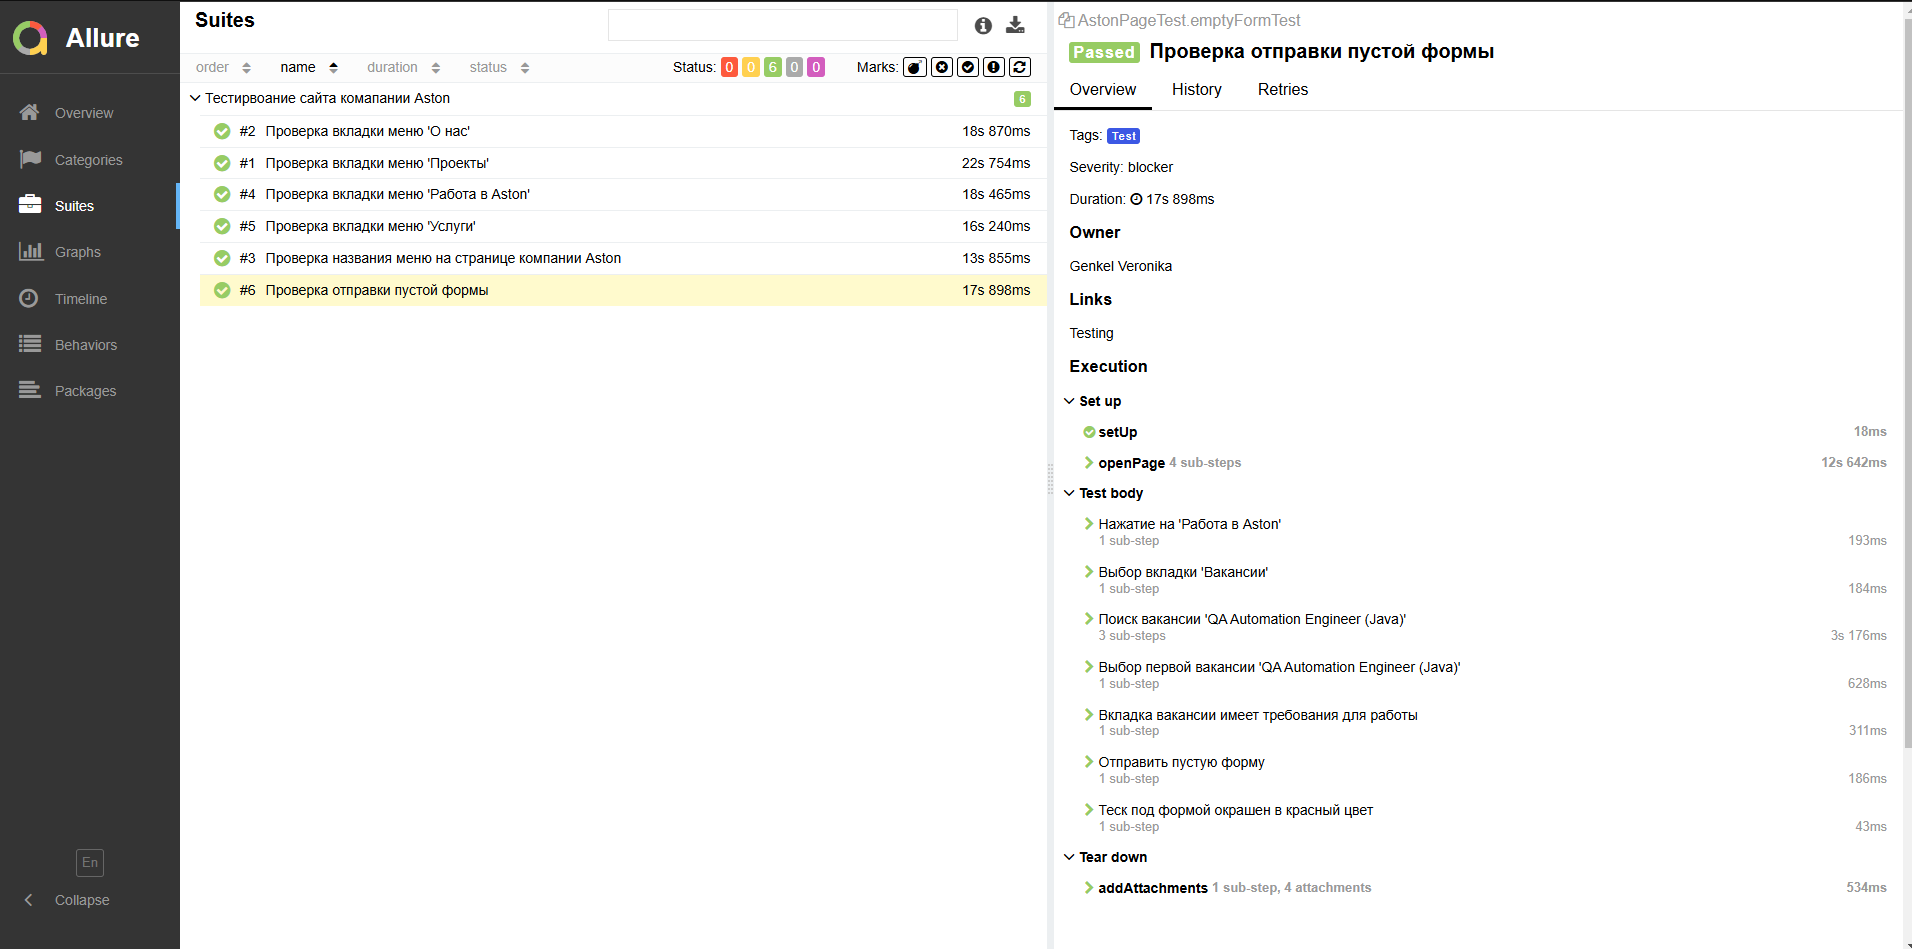 Allure
Overview
Categories
Suites
Graphs
Timeline
Behaviors
Packages
En
Collapse
Suites
order name duration status Status: 0 0 6 0 0 Marks:
Тестирвоание сайта комапании Aston 6
#2 Проверка вкладки меню 'О нас' 18s 870ms
#1 Проверка вкладки меню 'Проекты' 22s 754ms
#4 Проверка вкладки меню 'Работа в Aston' 18s 465ms
#5 Проверка вкладки меню 'Услуги' 16s 240ms
#3 Проверка названия меню на странице компании Aston 13s 855ms
#6 Проверка отправки пустой формы 17s 898ms
AstonPageTest.emptyFormTest
Passed Проверка отправки пустой формы
Overview History Retries
Tags: Test
Severity: blocker
Duration: 17s 898ms
Owner
Genkel Veronika
Links
Testing
Execution
Set up
setUp 18ms
openPage 4 sub-steps 12s 642ms
Test body
Нажатие на 'Работа в Aston'
1 sub-step 193ms
Выбор вкладки 'Вакансии'
1 sub-step 184ms
Поиск вакансии 'QA Automation Engineer (Java)'
3 sub-steps 3s 176ms
Выбор первой вакансии 'QA Automation Engineer (Java)'
1 sub-step 628ms
Вкладка вакансии имеет требования для работы
1 sub-step 311ms
Отправить пустую форму
1 sub-step 186ms
Теск под формой окрашен в красный цвет
1 sub-step 43ms
Tear down
addAttachments 1 sub-step, 4 attachments 534ms